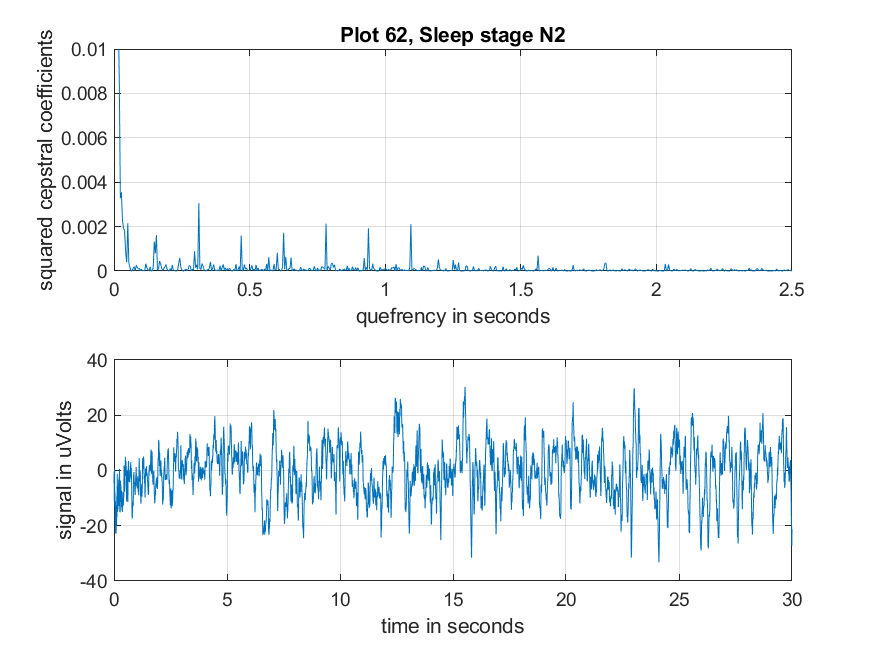 Plot 62, Sleep stage N2
squared cepstral coefficients
0.01
0.008
0.006
0.004
0.002
0
0 0.5 1 1.5 2 2.5
quefrency in seconds
signal in uVolts
40
20
0
-20
-40
0 5 10 15 20 25 30
time in seconds